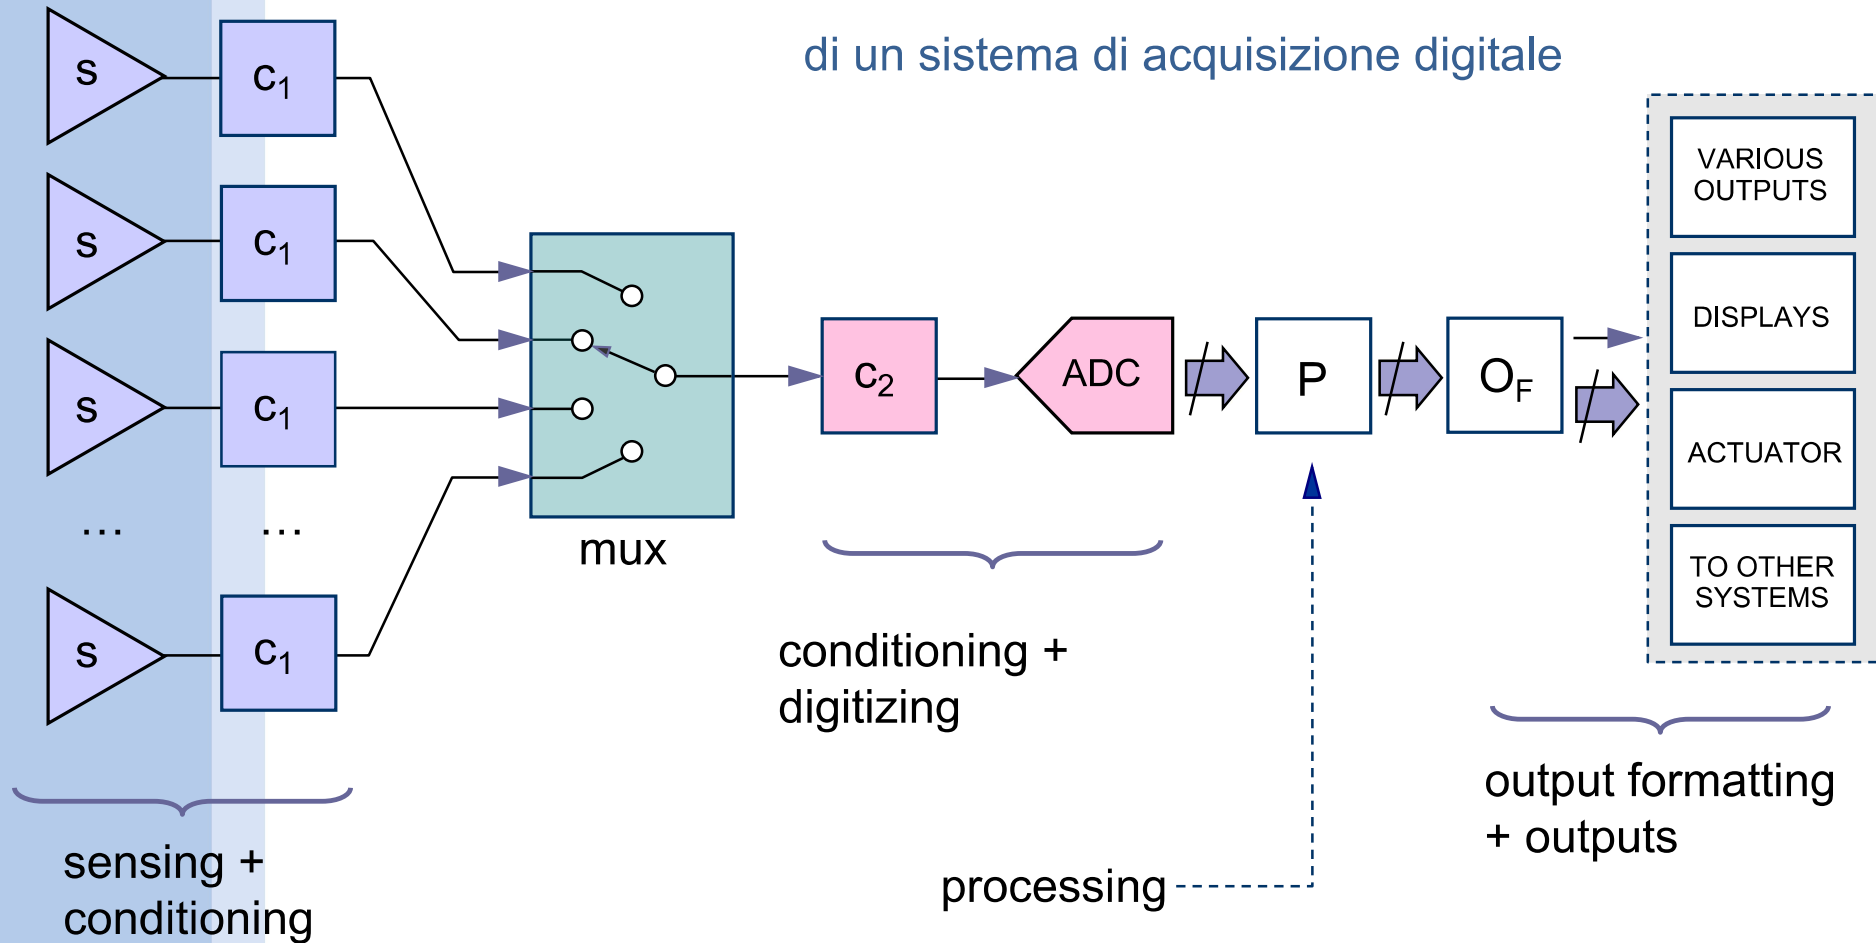 di un sistema di acquisizione digitale
s
c1
s
c1
s
c1
...
...
s
c1
mux
c2
ADC
P
OF
VARIOUS
OUTPUTS
DISPLAYS
ACTUATOR
TO OTHER
SYSTEMS
conditioning +
digitizing
output formatting
+ outputs
sensing +
conditioning
processing